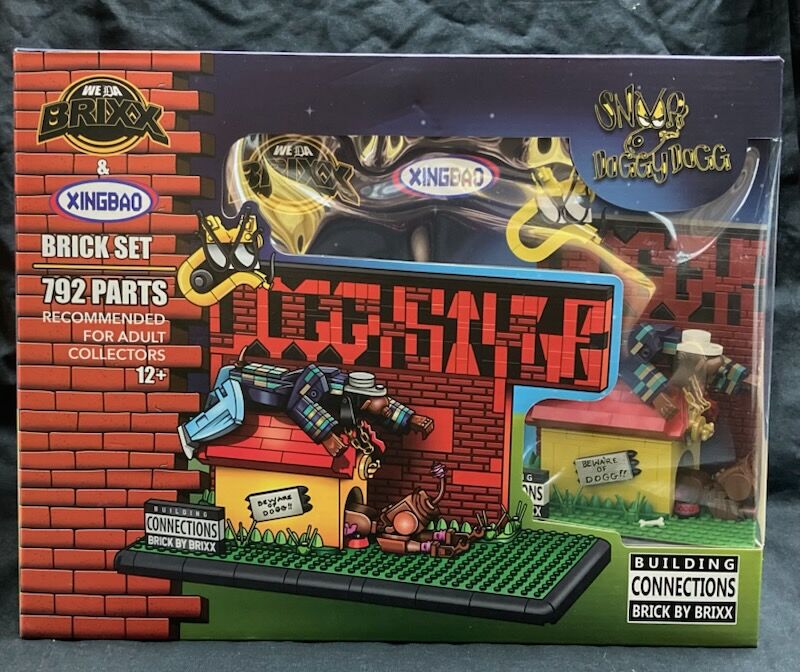 WE DA
BRIXX
&
XINGBAO
BRICK SET
792 PARTS
RECOMMENDED
FOR ADULT
COLLECTORS
12+
WE DA
BRIXX
XINGBAO
SNOOP
DOGGY DOGG
DOGGYSTYLE
BEWARE
OF
DOGG!!
BUILDING
CONNECTIONS
BRICK BY BRIXX
BEWARE
OF
DOGG!!
BUILDING
CONNECTIONS
BRICK BY BRIXX